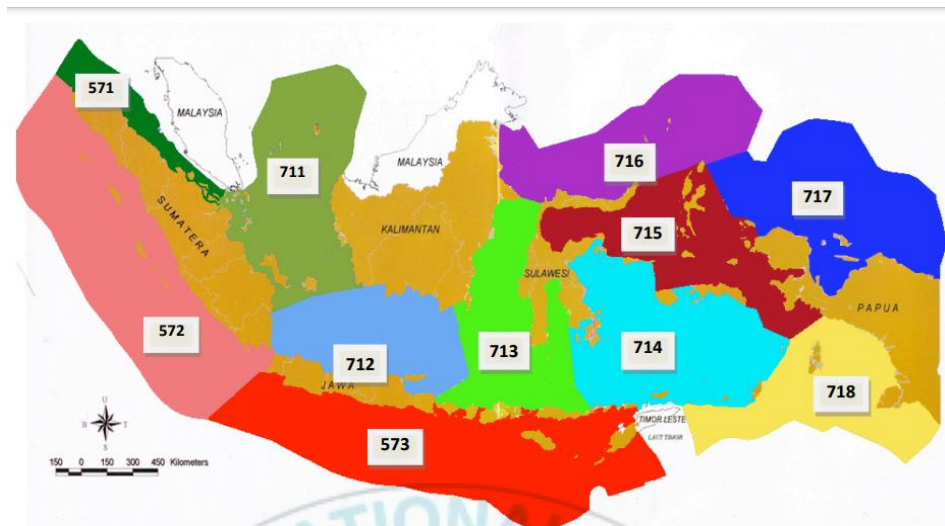 571
MALAYSIA
711
MALAYSIA
716
717
SUMATERA
KALIMANTAN
715
SULAWESI
PAPUA
572
712
713
714
718
JAWA
TIMOR LESTE
LAUT TIMOR
573
U
B T
S
150 0 150 300 450 Kilometers
NATIONAL